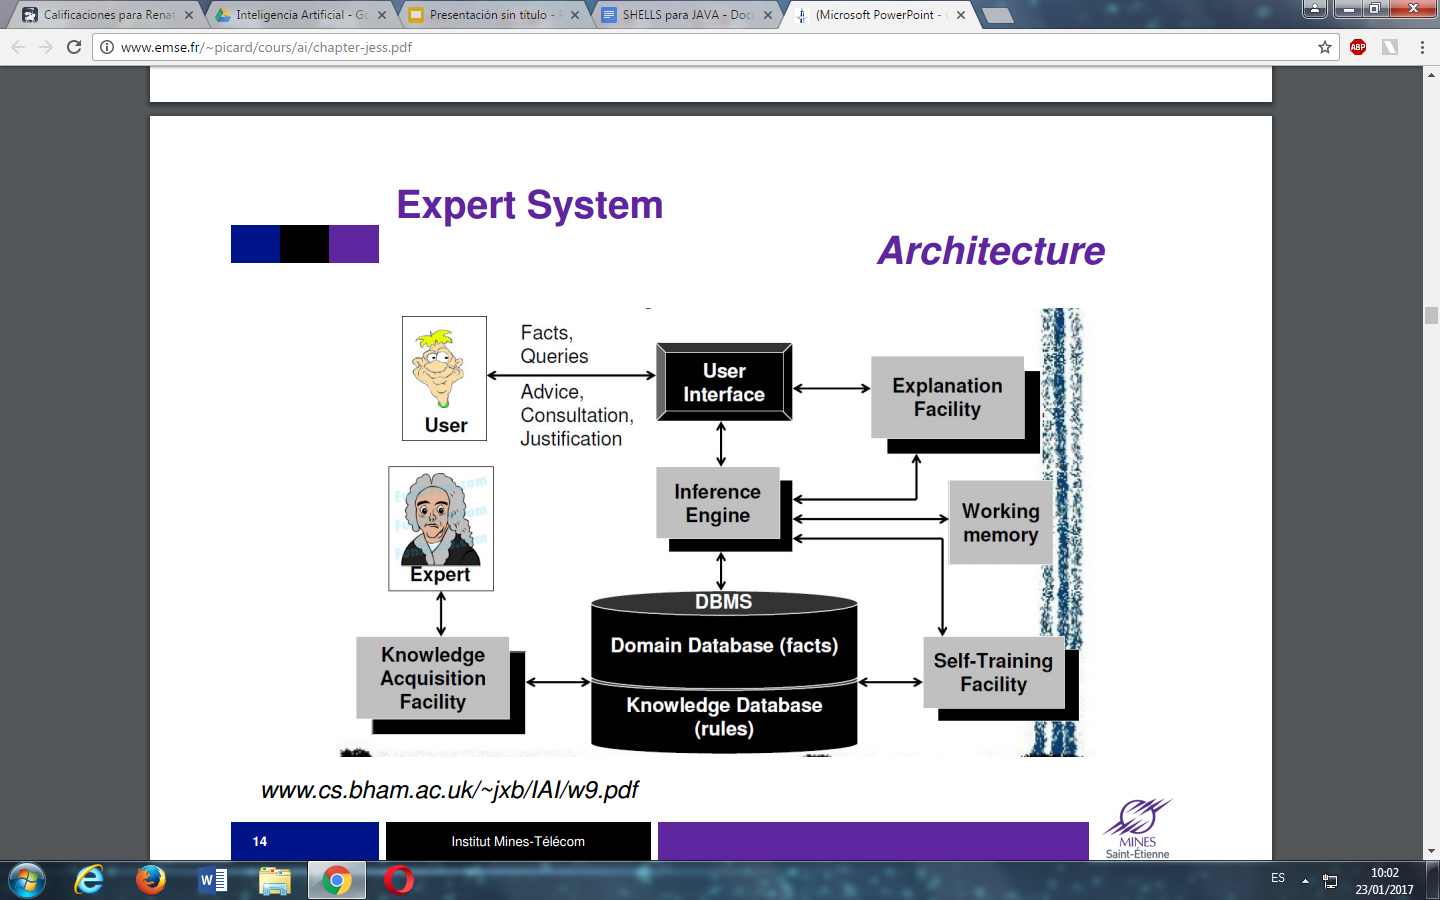 Calificaciones para Renat
Inteligencia Artificial - Go
Presentación sin título -
SHELLS para JAVA - Docu
(Microsoft PowerPoint -
www.emse.fr/~picard/cours/ai/chapter-jess.pdf
ABP
Expert System
Architecture
Facts,
Queries
Advice,
Consultation,
Justification
User
User
Interface
Explanation
Facility
Inference
Engine
Working
memory
Expert
DBMS
Domain Database (facts)
Knowledge Database
(rules)
Knowledge
Acquisition
Facility
Self-Training
Facility
www.cs.bham.ac.uk/~jxb/IAI/w9.pdf
14
Institut Mines-Télécom
MINES
Saint-Étienne
ES
10:02
23/01/2017